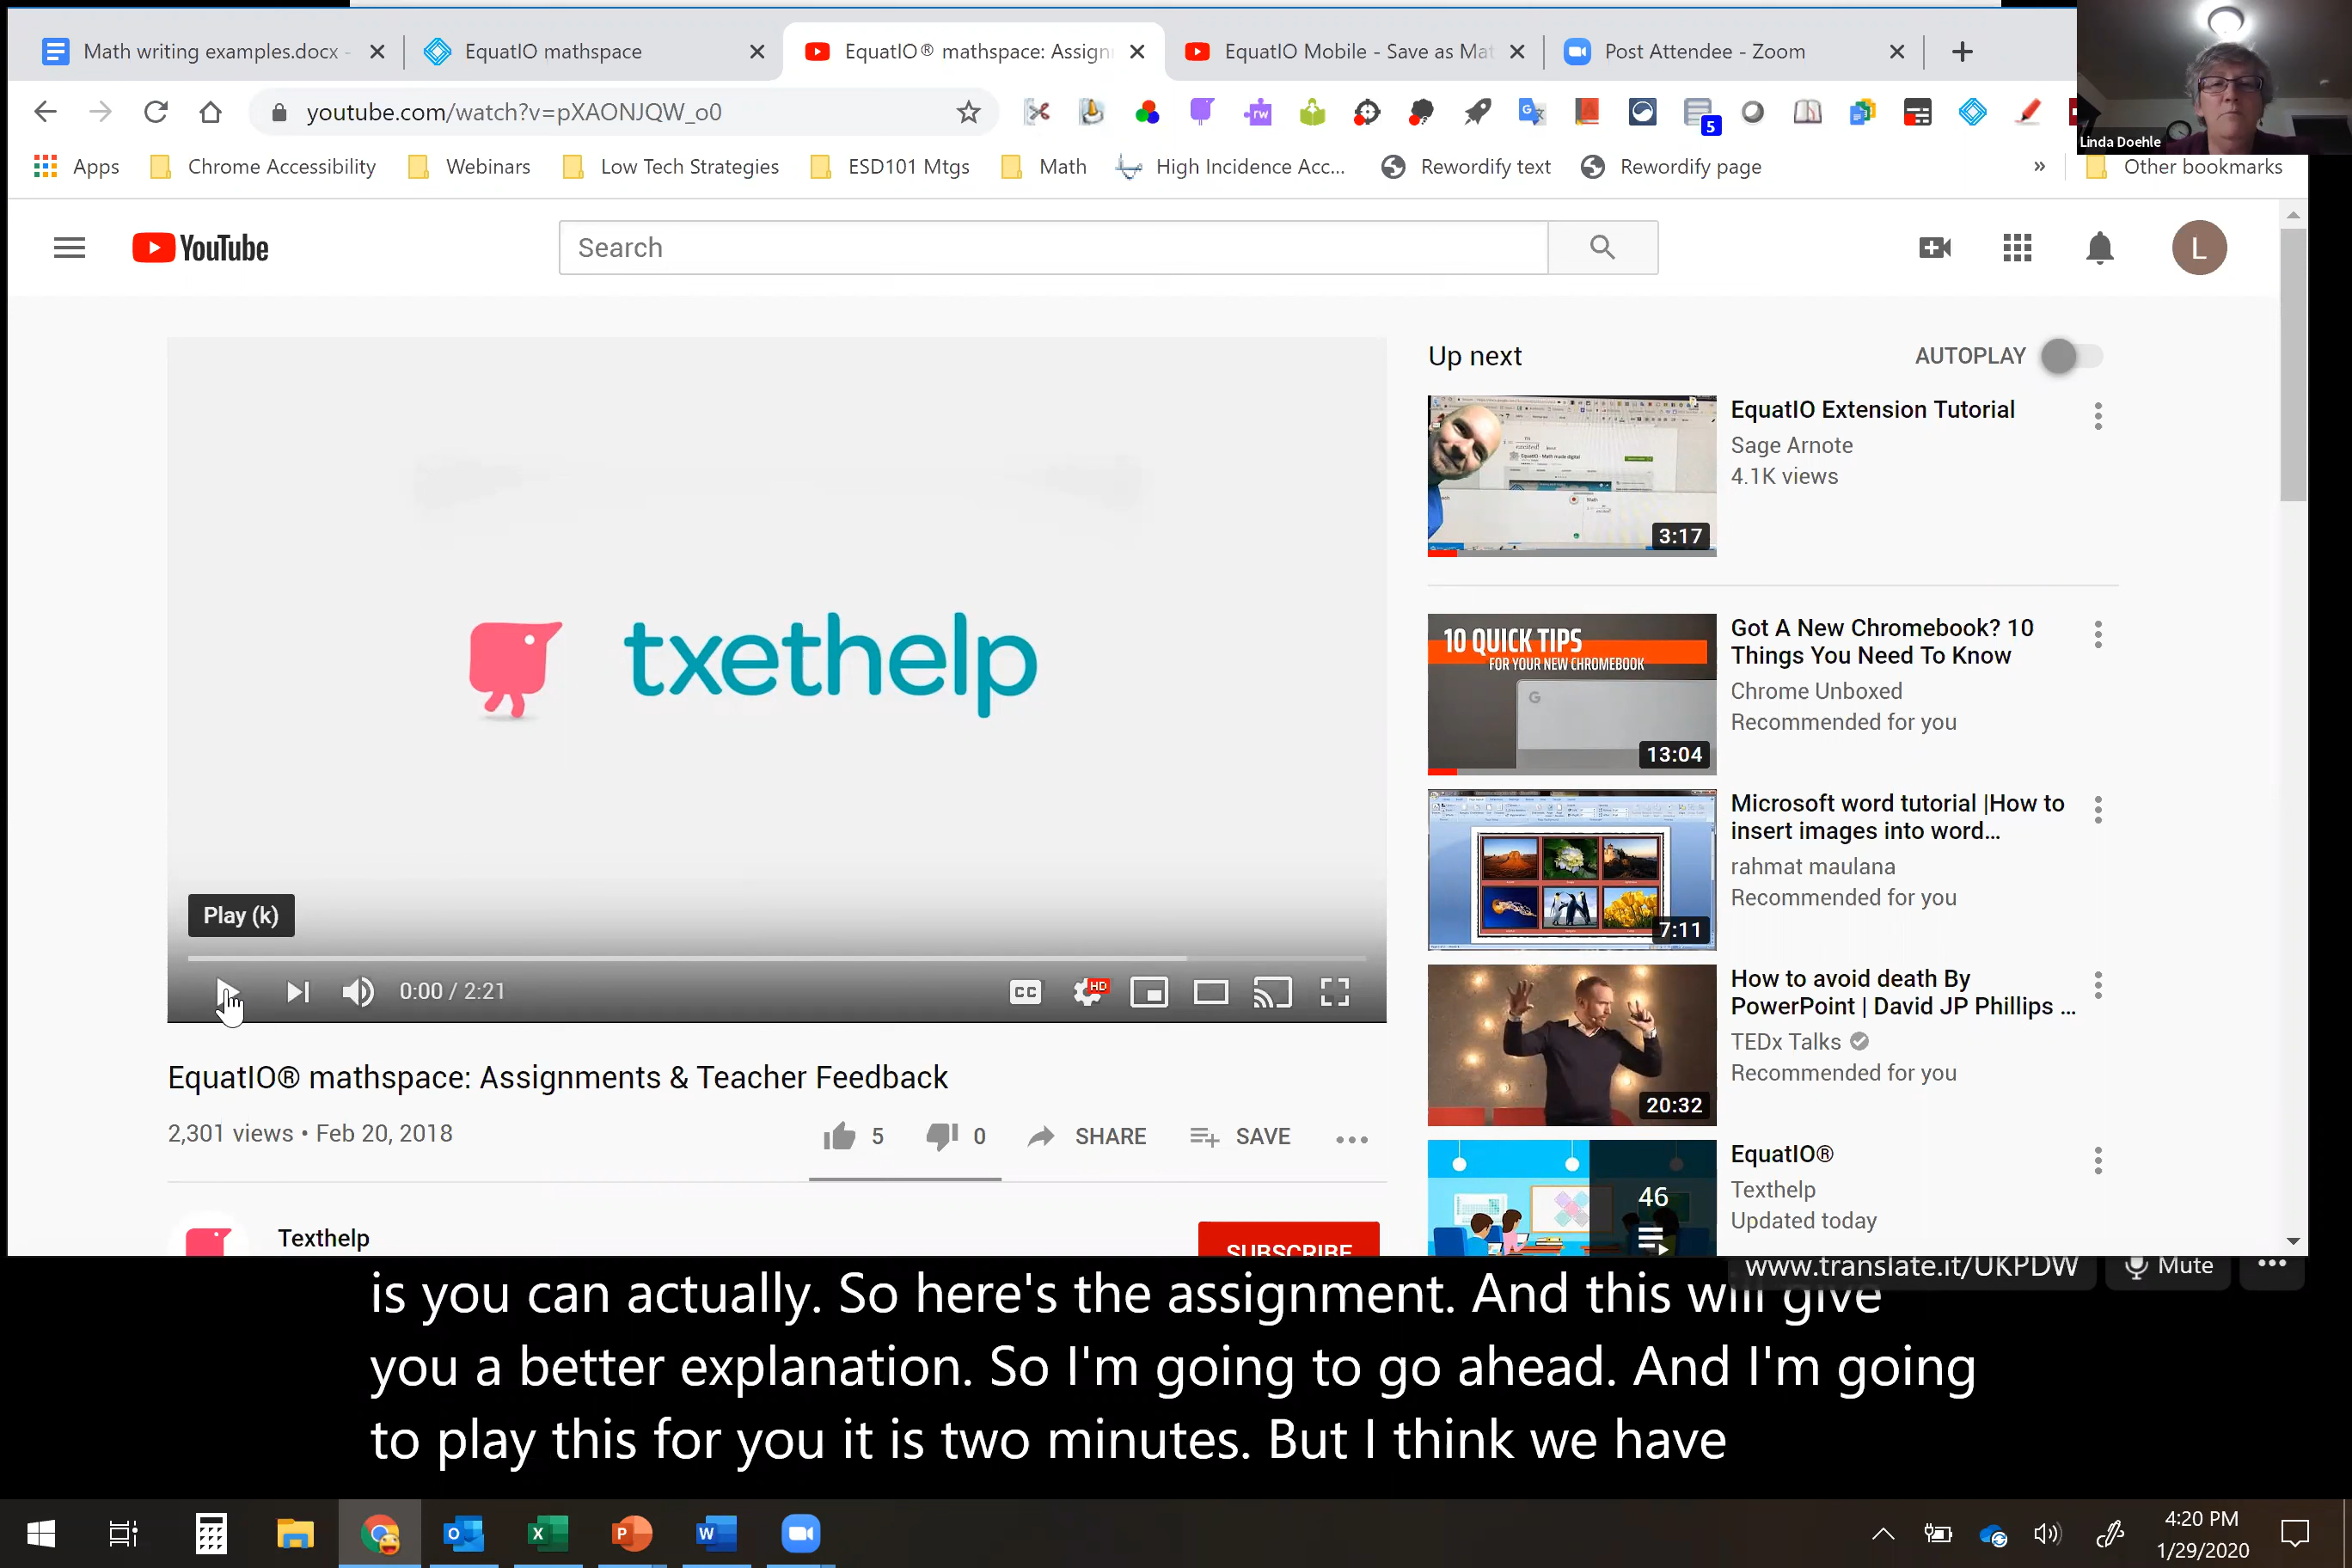 Math writing examples.docx -
EquatIO mathspace
EquatIO® mathspace: Assign
EquatIO Mobile - Save as Mat
Post Attendee - Zoom
youtube.com/watch?v=pXAONJQW_o0
rw
5
Linda Doehle
Apps
Chrome Accessibility
Webinars
Low Tech Strategies
ESD101 Mtgs
Math
High Incidence Acc...
Rewordify text
Rewordify page
»
Other bookmarks
YouTube
Search
L
txethelp
Play (k)
0:00 / 2:21
CC
HD
EquatIO® mathspace: Assignments & Teacher Feedback
2,301 views • Feb 20, 2018
5
0
SHARE
SAVE
Texthelp
SUBSCRIBE
Up next
AUTOPLAY
3:17
EquatIO Extension Tutorial
Sage Arnote
4.1K views
10 QUICK TIPS
FOR YOUR NEW CHROMEBOOK
G
13:04
Got A New Chromebook? 10
Things You Need To Know
Chrome Unboxed
Recommended for you
7:11
Microsoft word tutorial |How to
insert images into word...
rahmat maulana
Recommended for you
20:32
How to avoid death By
PowerPoint | David JP Phillips ...
TEDx Talks
Recommended for you
46
EquatIO®
Texthelp
Updated today
www.translate.it/UKPDW
Mute
is you can actually. So here's the assignment. And this will give
you a better explanation. So I'm going to go ahead. And I'm going
to play this for you it is two minutes. But I think we have
4:20 PM
1/29/2020